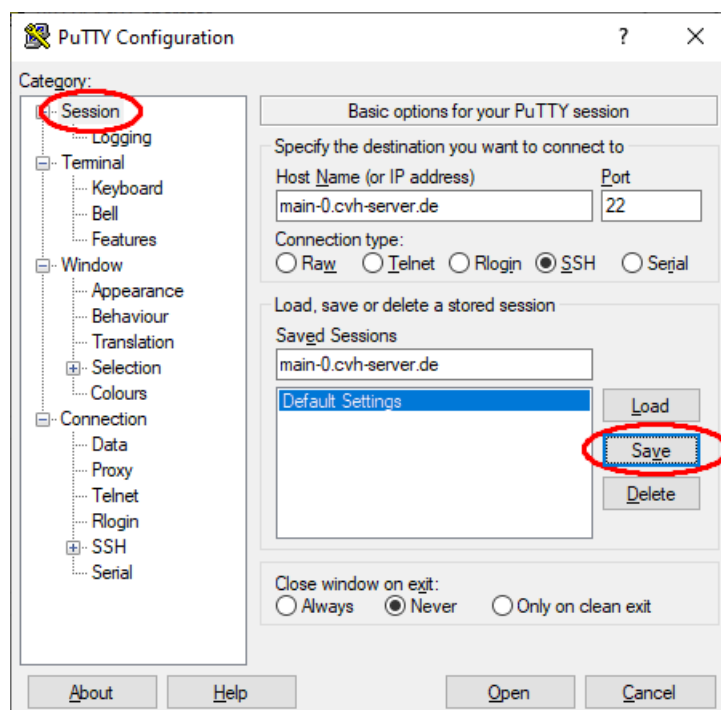 PuTTY Configuration
?
Category:
Session
Logging
Terminal
Keyboard
Bell
Features
Window
Appearance
Behaviour
Translation
Selection
Colours
Connection
Data
Proxy
Telnet
Rlogin
SSH
Serial
Basic options for your PuTTY session
Specify the destination you want to connect to
Host Name (or IP address) Port
main-0.cvh-server.de 22
Connection type:
Raw Telnet Rlogin SSH Serial
Load, save or delete a stored session
Saved Sessions
main-0.cvh-server.de
Default Settings
Load
Save
Delete
Close window on exit:
Always Never Only on clean exit
About Help Open Cancel